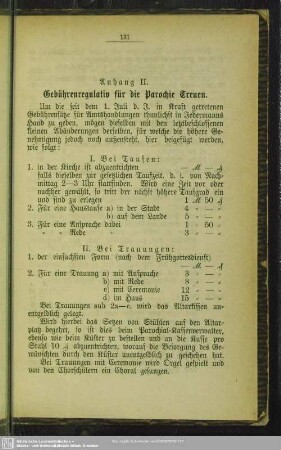 131
Anhang II.
Gebührenregulativ für die Parochie Treuen.
Um die seit dem 1. Juli d. J. in Kraft getretenen
Gebührensätze für Amtshandlungen thunlichst in Jedermanns
Hand zu geben, mögen dieselben mit den letztbeschlossenen
kleinen Abänderungen derselben, für welche die höhere Ge-
nehmigung jedoch noch aussteht, hier beigefügt werden,
wie folgt:
I. Bei Taufen:
1. in der Kirche ist abzuentrichten — M — ₰
falls dieselben zur gesetzlichen Taufzeit, d. i. von Nach-
mittag 2—3 Uhr stattfinden. Wird eine Zeit vor oder
nachher gewählt, so tritt der nächst höhere Taufgrad ein
und sind zu erlegen 1 M 50 ₰
2. Für eine Haustaufe a) in der Stadt 4 „ — „
b) auf dem Lande 5 „ — „
3. Für eine Ansprache dabei 1 „ 50 ₰
„ „ Rede 3 „ — „
II. Bei Trauungen:
1. der einfachsten Form (nach dem Frühgottesdienst)
— M — ₰
2. Für eine Trauung a) mit Ansprache 3 „ — „
b) mit Rede 8 „ — „
c) mit Ceremonie 12 „ — „
d) im Haus 15 „ — „
Bei Trauungen sub 2a—c. wird das Altarkissen un-
entgeldlich gelegt.
Wird hierbei das Setzen von Stühlen auf den Altar-
platz begehrt, so ist dies dem Parochial-Kassenverwalter,
ebenso wie beim Küster zu bestellen und an die Kasse pro
Stuhl 10 ₰ abzuentrichten, worauf die Besorgung des Ge-
wünschten durch den Küster unentgeldlich zu geschehen hat.
Bei Trauungen mit Ceremonie wird Orgel gespielt und
von den Chorschülern ein Choral gesungen.